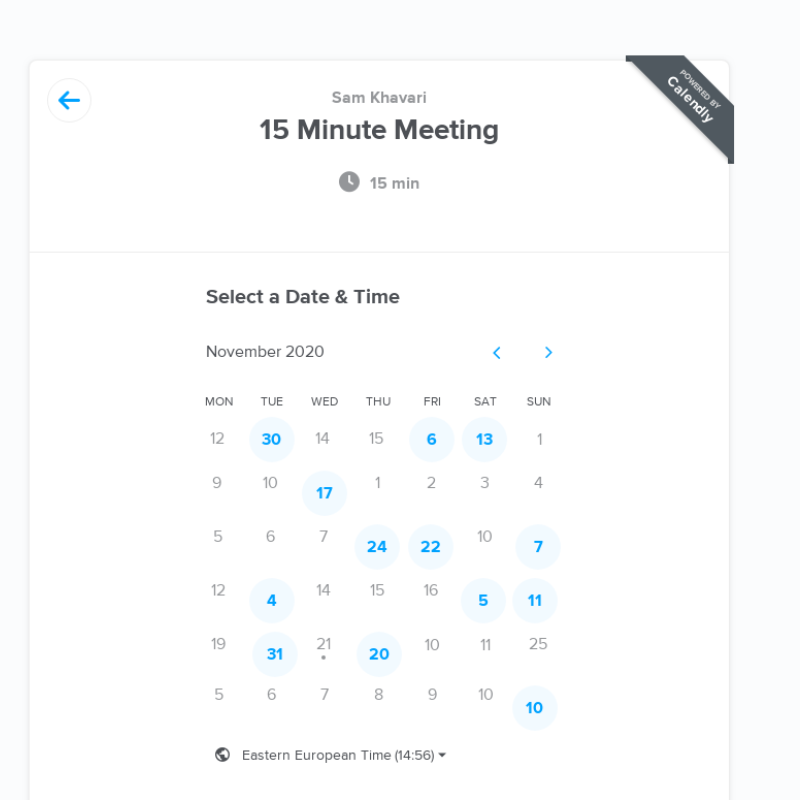 POWERED BY
Calendly
Sam Khavari
15 Minute Meeting
15 min
Select a Date & Time
November 2020
MON TUE WED THU FRI SAT SUN
12 30 14 15 6 13 1
9 10 17 1 2 3 4
5 6 7 24 22 10 7
12 4 14 15 16 5 11
19 31 21 20 10 11 25
5 6 7 8 9 10 10
Eastern European Time (14:56)